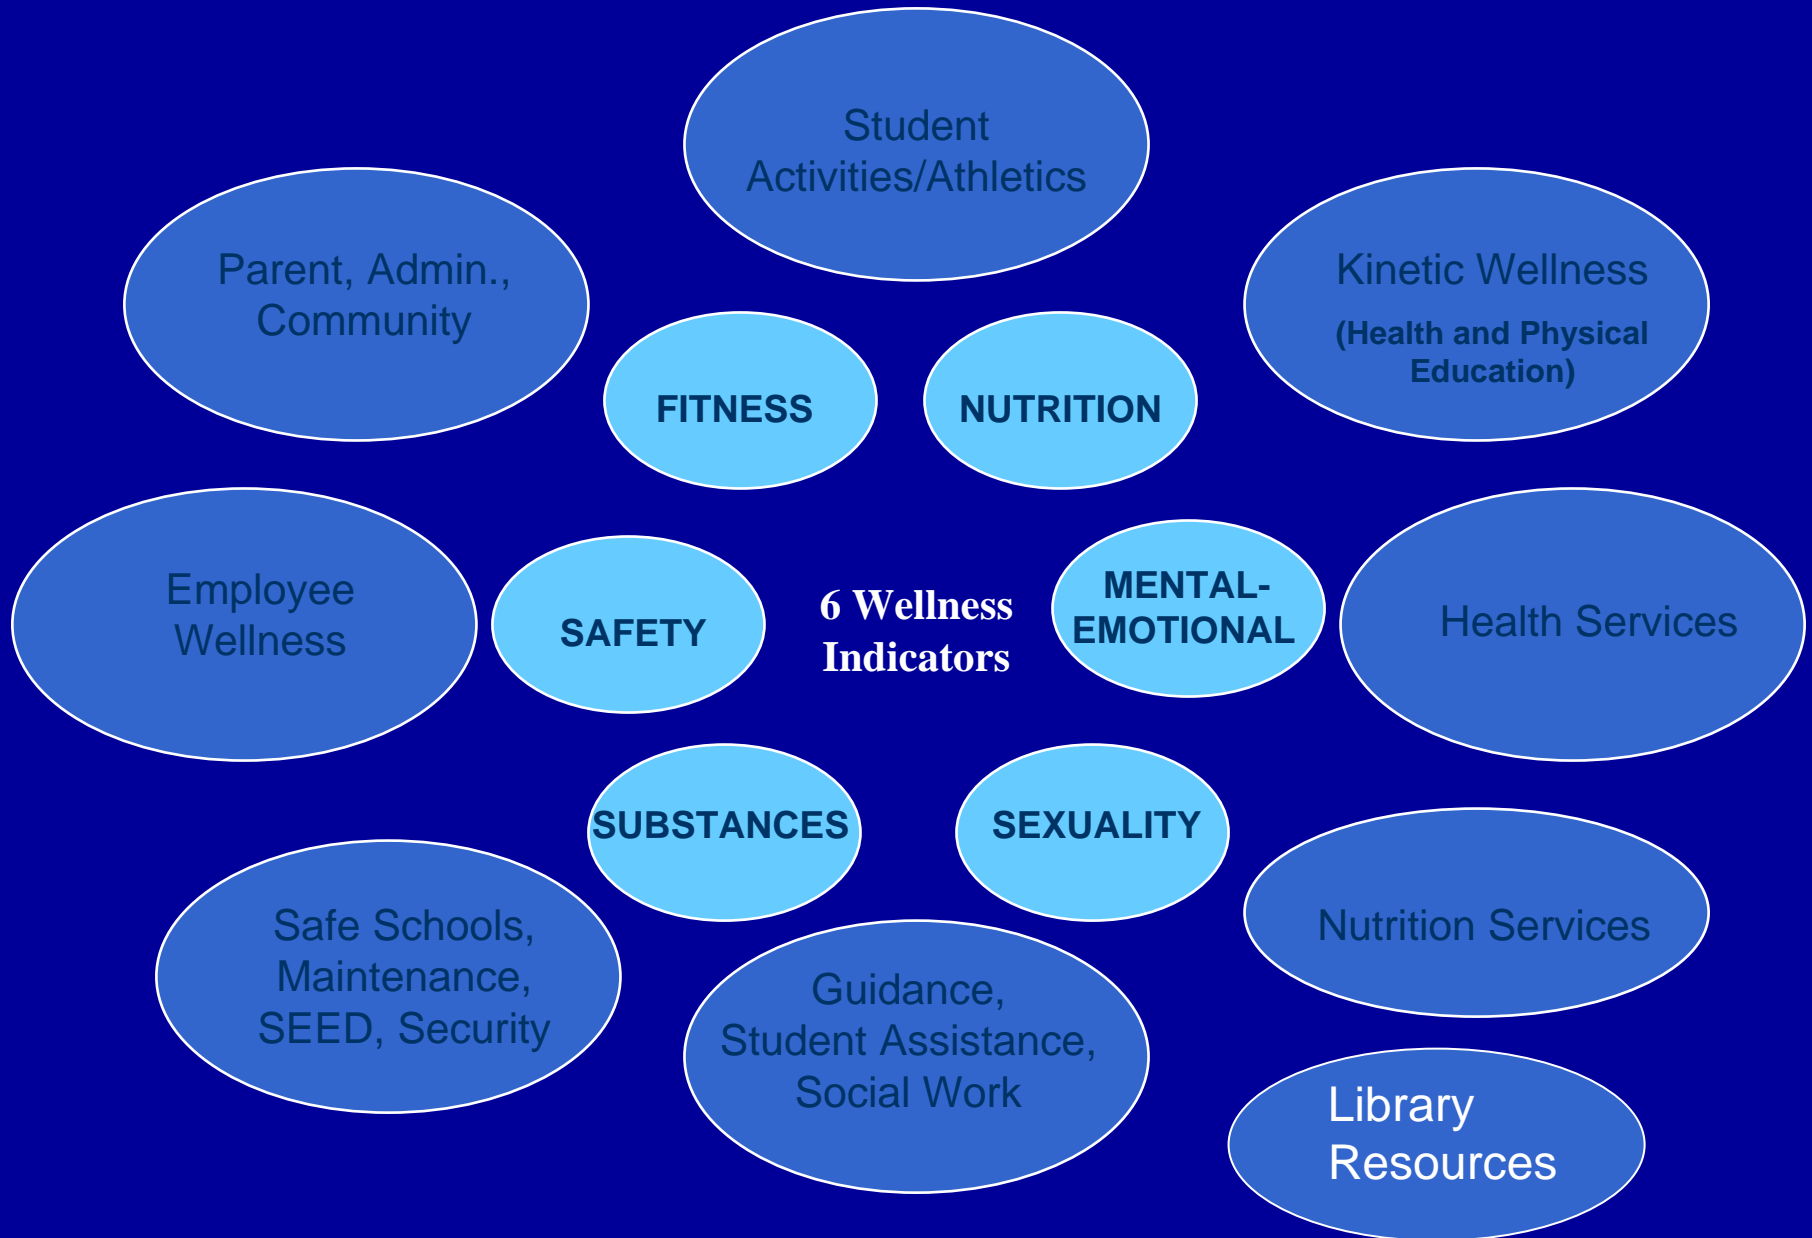 Student
Activities/Athletics
Parent, Admin.,
Community
Kinetic Wellness
(Health and Physical
Education)
FITNESS
NUTRITION
Employee
Wellness
SAFETY
6 Wellness
Indicators
MENTAL-
EMOTIONAL
Health Services
SUBSTANCES
SEXUALITY
Safe Schools,
Maintenance,
SEED, Security
Guidance,
Student Assistance,
Social Work
Nutrition Services
Library
Resources